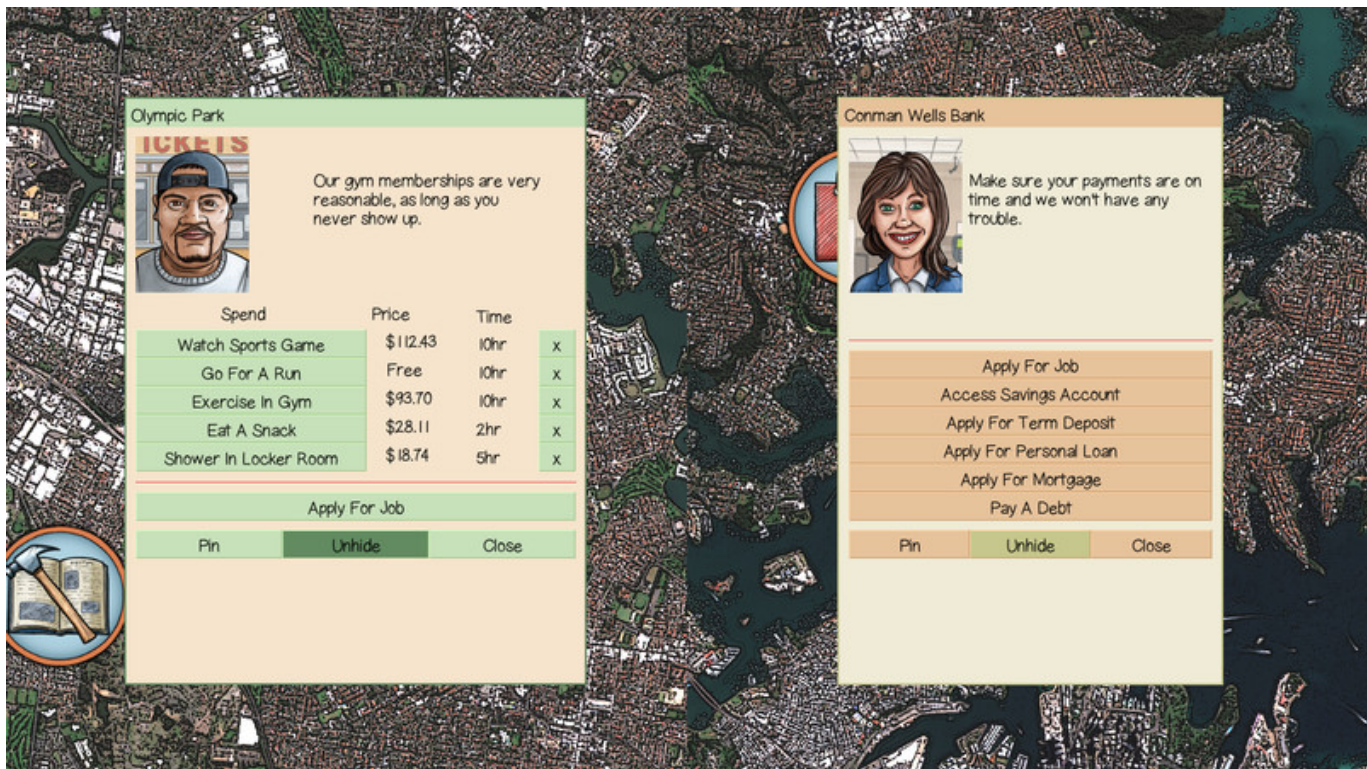 Olympic Park
ICKETS
Our gym memberships are very
reasonable, as long as you
never show up.
Spend Price Time
Watch Sports Game $112.43 10hr x
Go For A Run Free 10hr x
Exercise In Gym $93.70 10hr x
Eat A Snack $28.11 2hr x
Shower In Locker Room $18.74 5hr x
Apply For Job
Pin Unhide Close
Conman Wells Bank
Make sure your payments are on
time and we won't have any
trouble.
Apply For Job
Access Savings Account
Apply For Term Deposit
Apply For Personal Loan
Apply For Mortgage
Pay A Debt
Pin Unhide Close